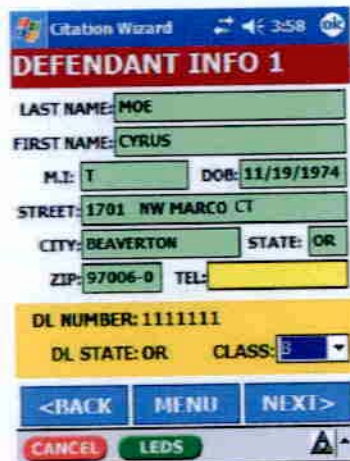 Citation Wizard 3:58 ok
DEFENDANT INFO 1
LAST NAME: MOE
FIRST NAME: CYRUS
M.I: T DOB: 11/19/1974
STREET: 1701 NW MARCO CT
CITY: BEAVERTON STATE: OR
ZIP: 97006-0 TEL:
DL NUMBER: 1111111
DL STATE: OR CLASS: B
<BACK MENU NEXT>
CANCEL LEDS A